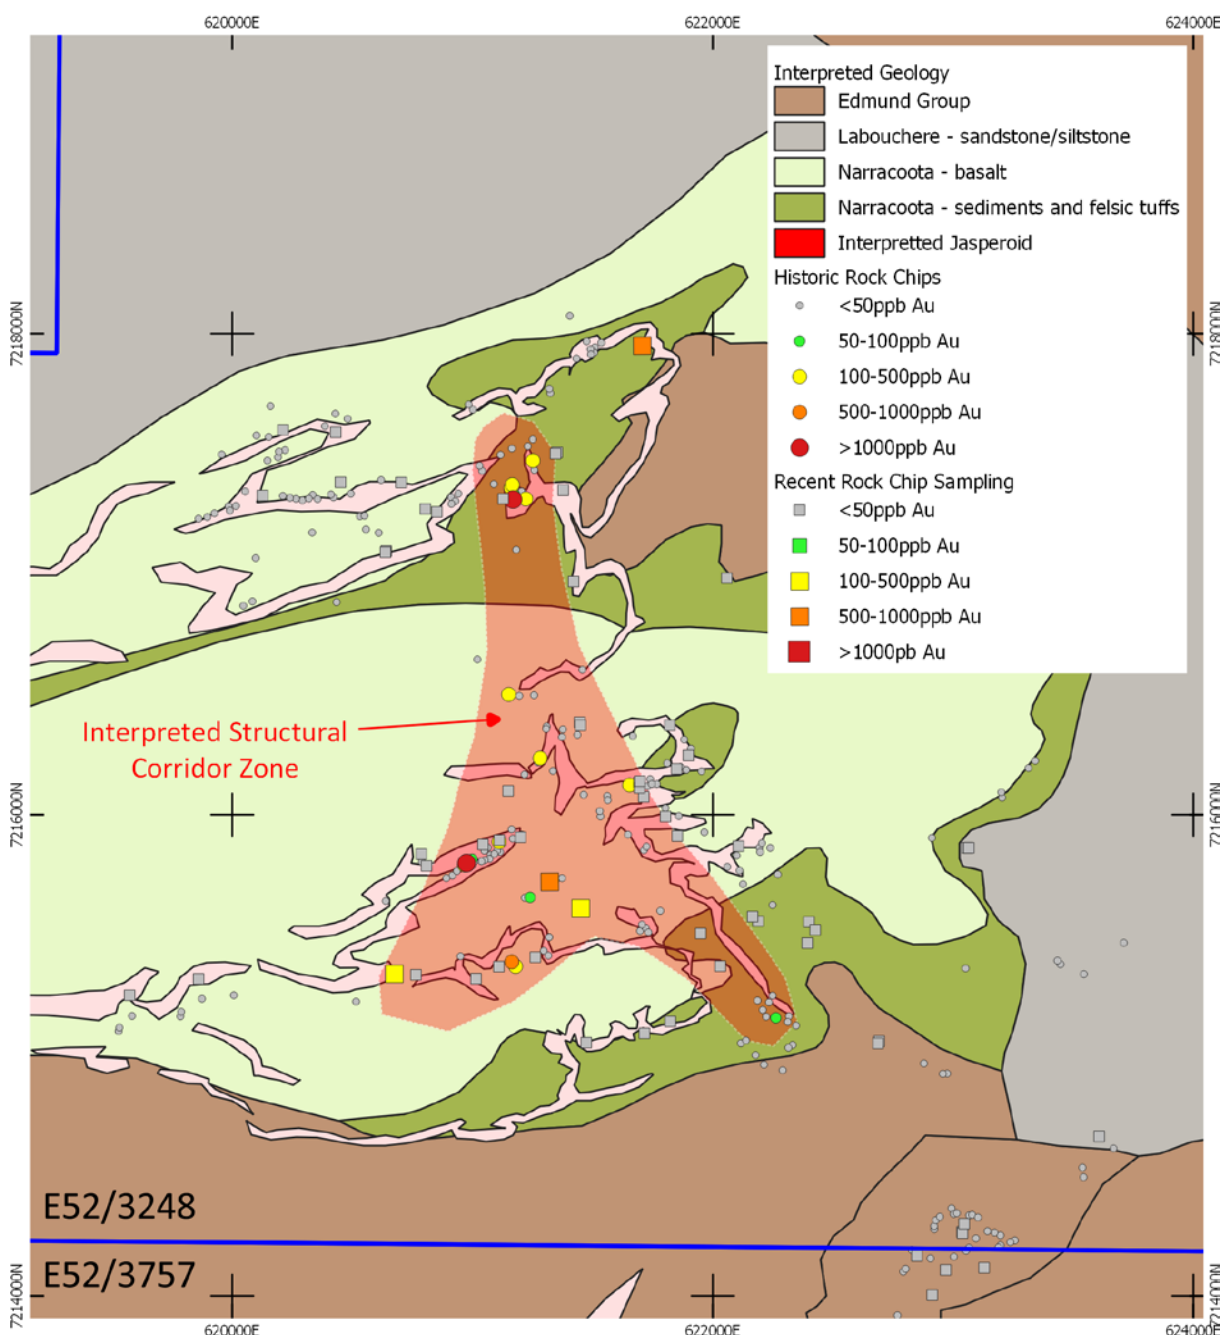 620000E
622000E
624000E
Interpreted Geology
Edmund Group
Labouchere - sandstone/siltstone
Narracoota - basalt
Narracoota - sediments and felsic tuffs
Interpretted Jasperoid
Historic Rock Chips
<50ppb Au
50-100ppb Au
100-500ppb Au
500-1000ppb Au
>1000ppb Au
Recent Rock Chip Sampling
<50ppb Au
50-100ppb Au
100-500ppb Au
500-1000ppb Au
>1000pb Au
7218000N
7218000N
Interpreted Structural
Corridor Zone
7216000N
7216000N
E52/3248
E52/3757
7214000N
7214000N
620000E
622000E
624000E